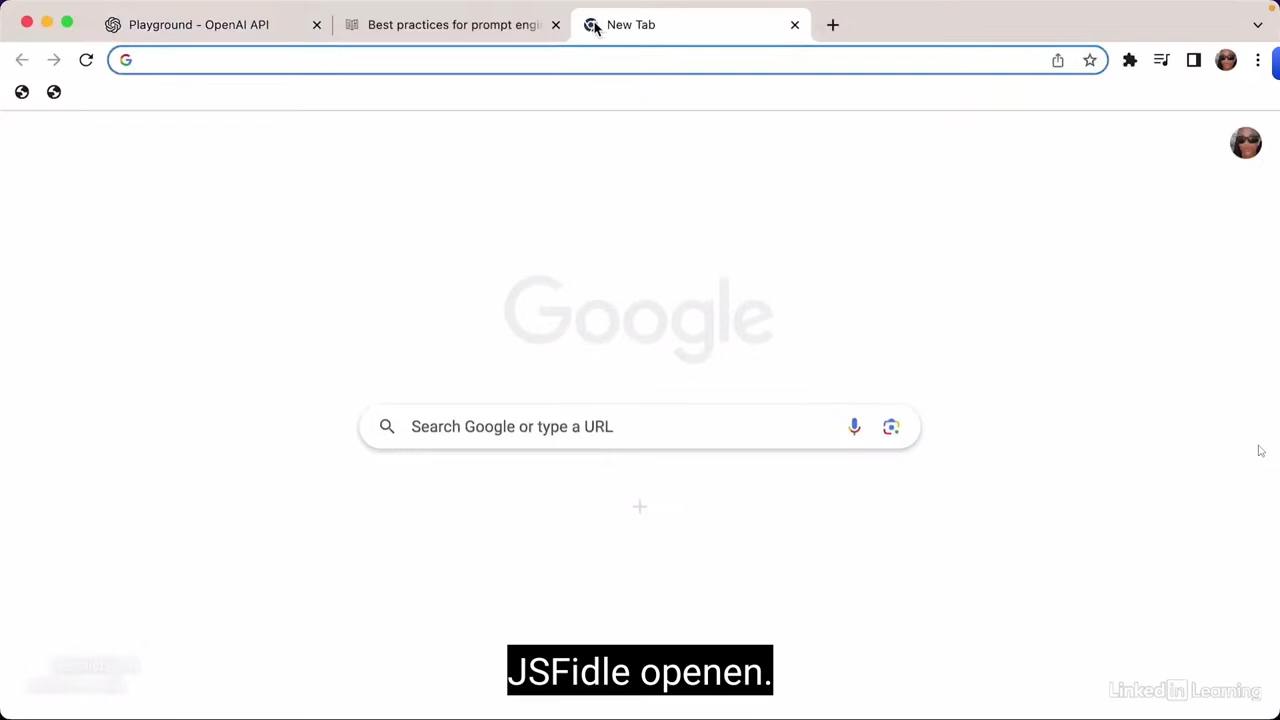 Playground - OpenAI API
Best practices for prompt engi
New Tab
Google
Search Google or type a URL
JSFidle openen.
LinkedIn Learning